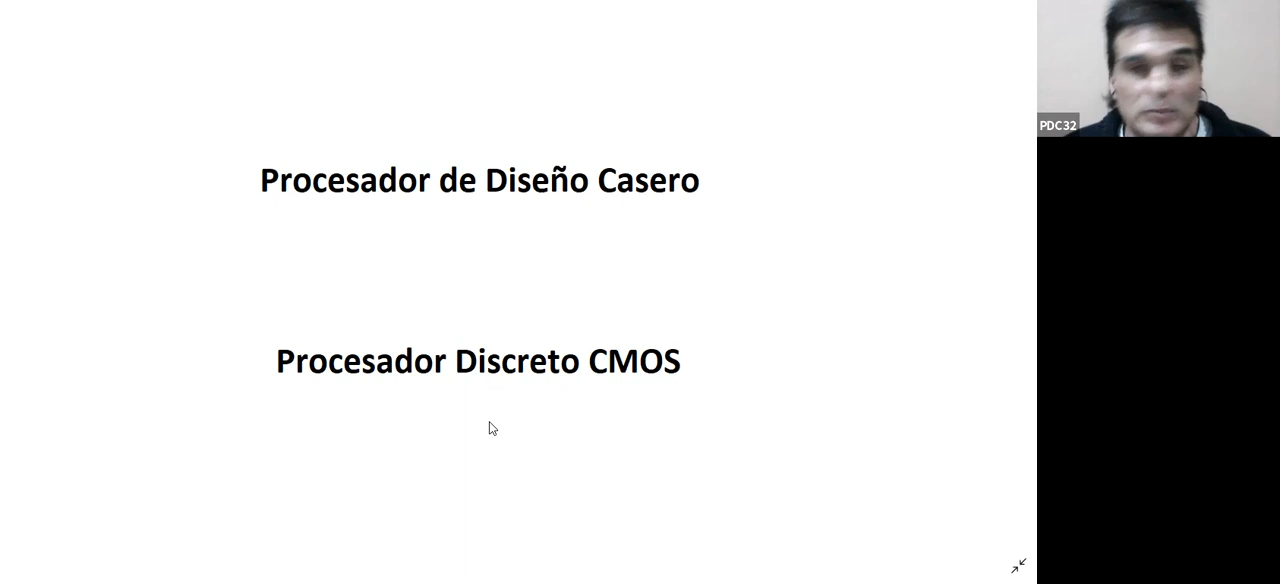 Procesador de Diseño Casero
Procesador Discreto CMOS
PDC32